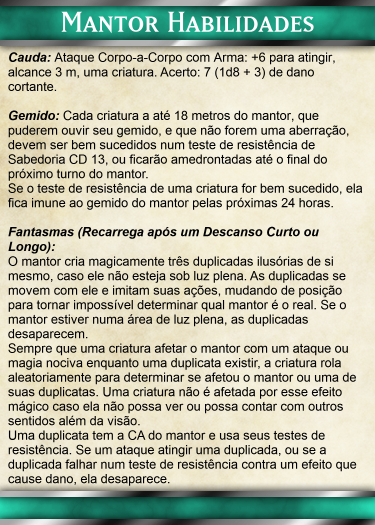 Mantor Habilidades
Cauda: Ataque Corpo-a-Corpo com Arma: +6 para atingir,
alcance 3 m, uma criatura. Acerto: 7 (1d8 + 3) de dano
cortante.
Gemido: Cada criatura a até 18 metros do mantor, que
puderem ouvir seu gemido, e que não forem uma aberração,
devem ser bem sucedidos num teste de resistência de
Sabedoria CD 13, ou ficarão amedrontadas até o final do
próximo turno do mantor.
Se o teste de resistência de uma criatura for bem sucedido, ela
fica imune ao gemido do mantor pelas próximas 24 horas.
Fantasmas (Recarrega após um Descanso Curto ou
Longo):
O mantor cria magicamente três duplicadas ilusórias de si
mesmo, caso ele não esteja sob luz plena. As duplicadas se
movem com ele e imitam suas ações, mudando de posição
para tornar impossível determinar qual mantor é o real. Se o
mantor estiver numa área de luz plena, as duplicadas
desaparecem.
Sempre que uma criatura afetar o mantor com um ataque ou
magia nociva enquanto uma duplicata existir, a criatura rola
aleatoriamente para determinar se afetou o mantor ou uma de
suas duplicatas. Uma criatura não é afetada por esse efeito
mágico caso ela não possa ver ou possa contar com outros
sentidos além da visão.
Uma duplicata tem a CA do mantor e usa seus testes de
resistência. Se um ataque atingir uma duplicada, ou se a
duplicada falhar num teste de resistência contra um efeito que
cause dano, ela desaparece.